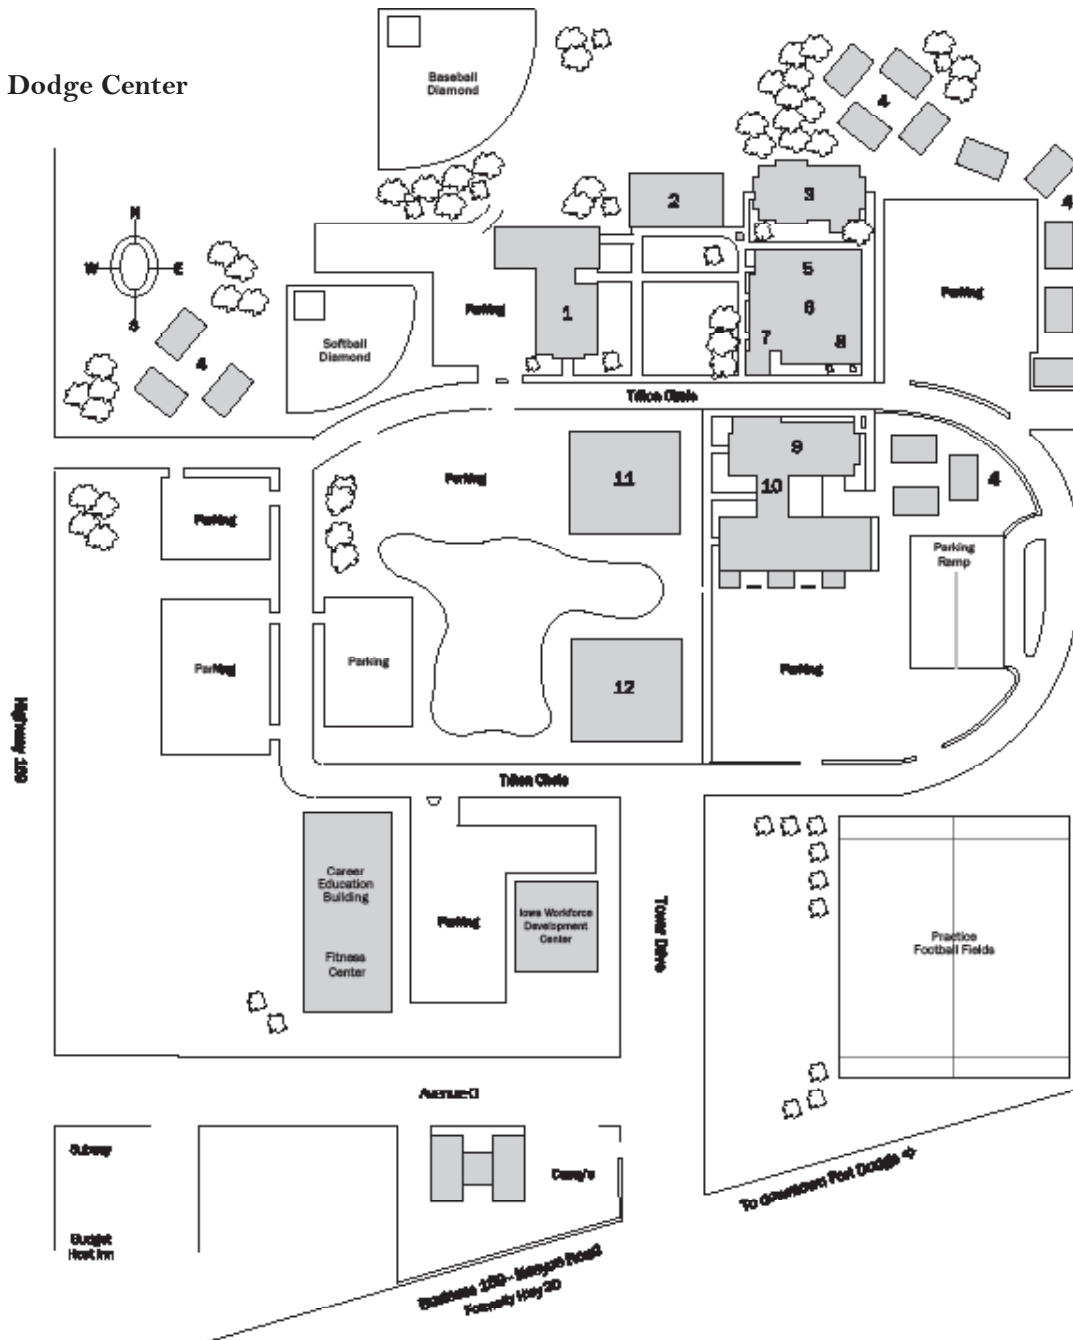 Dodge Center
Baseball
Diamond
4
2
3
4
N
W E
S
5
Parking
Parking
6
1
7
8
Softball
Diamond
4
Triton Circle
9
Parking
11
10
4
Parking
Parking
Ramp
Parking
Parking
Parking
12
Highway 169
Triton Circle
Career
Education
Building
Iowa Workforce
Development
Center
Parking
Tower Drive
Practice
Football Fields
Fitness
Center
Avenue O
Subway
Casey's
To downtown Fort Dodge
Budget
Host Inn
Business 169 - Kenyon Road
Formerly Hwy 20